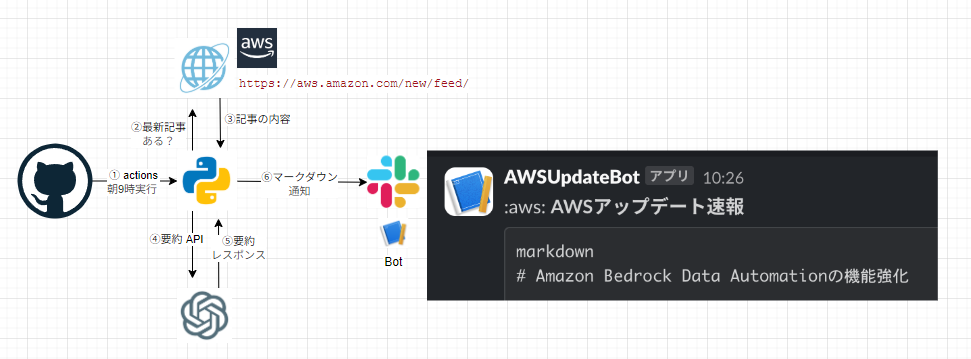 aws
https://aws.amazon.com/new/feed/
②最新記事
ある？
③記事の内容
① actions
朝9時実行
⑥マークダウン
通知
④要約 API
⑤要約
レスポンス
Bot
AWSUpdateBot アプリ 10:26
:aws: AWSアップデート速報
markdown
# Amazon Bedrock Data Automationの機能強化